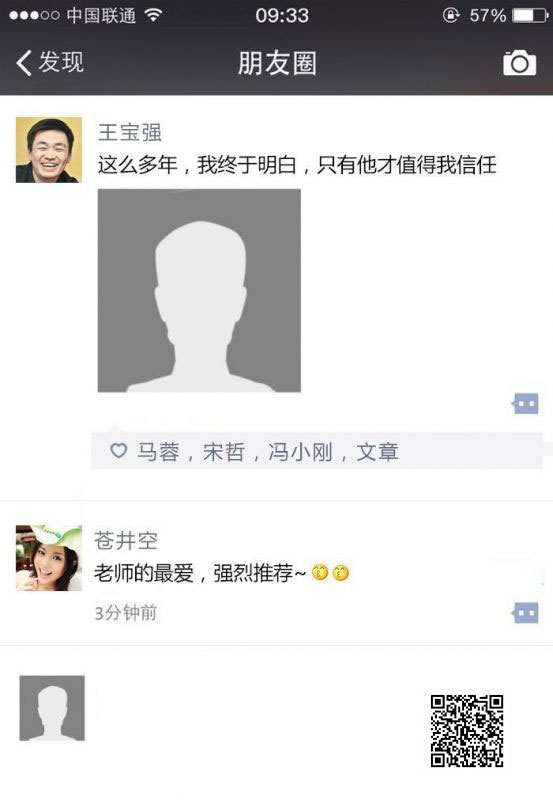 中国联通 09:33 57%
发现 朋友圈
王宝强
这么多年，我终于明白，只有他才值得我信任
马蓉，宋哲，冯小刚，文章
苍井空
老师的最爱，强烈推荐~
3分钟前